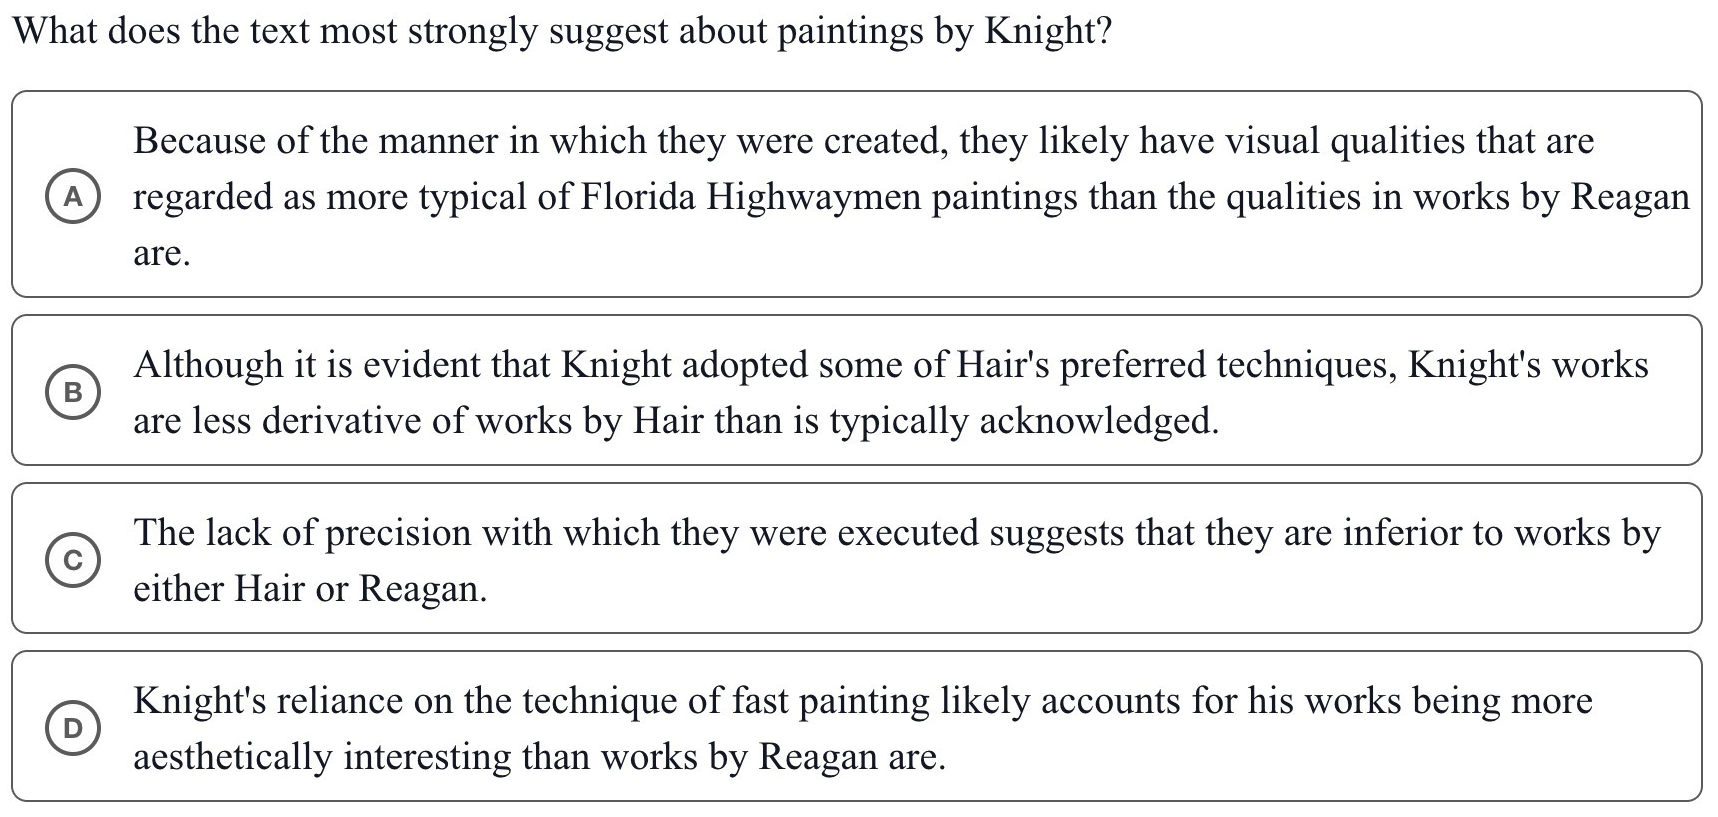 What does the text most strongly suggest about paintings by Knight?
A
Because of the manner in which they were created, they likely have visual qualities that are
regarded as more typical of Florida Highwaymen paintings than the qualities in works by Reagan
are.
B
Although it is evident that Knight adopted some of Hair's preferred techniques, Knight's works
are less derivative of works by Hair than is typically acknowledged.
C
The lack of precision with which they were executed suggests that they are inferior to works by
either Hair or Reagan.
D
Knight's reliance on the technique of fast painting likely accounts for his works being more
aesthetically interesting than works by Reagan are.